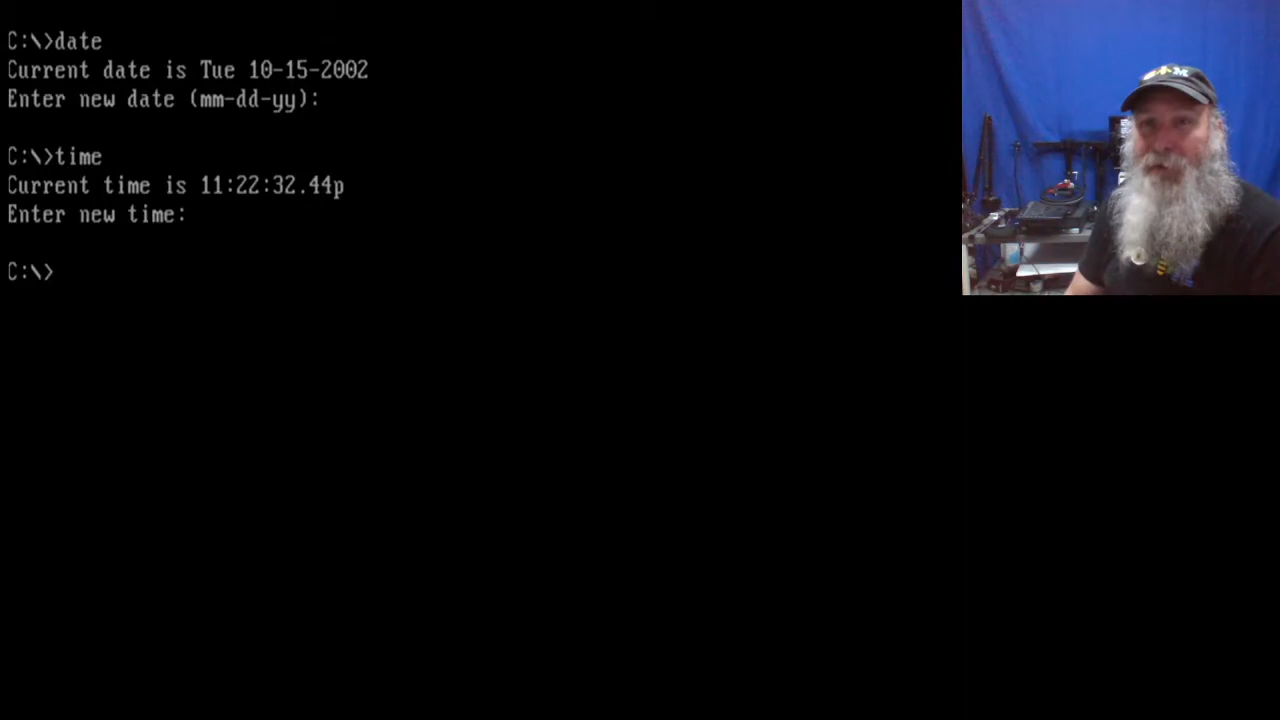 C:\>date
Current date is Tue 10-15-2002
Enter new date (mm-dd-yy):
C:\>time
Current time is 11:22:32.44p
Enter new time:
C:\>